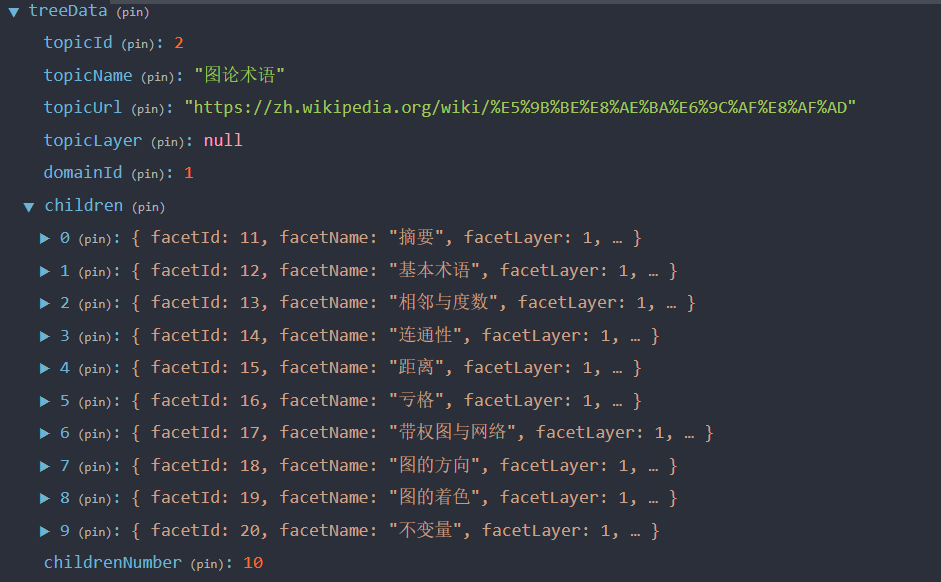 ▼ treeData (pin)
topicId (pin): 2
topicName (pin): "图论术语"
topicUrl (pin): "https://zh.wikipedia.org/wiki/%E5%9B%BE%E8%AE%BA%E6%9C%AF%E8%AF%AD"
topicLayer (pin): null
domainId (pin): 1
▼ children (pin)
▶ 0 (pin): { facetId: 11, facetName: "摘要", facetLayer: 1, … }
▶ 1 (pin): { facetId: 12, facetName: "基本术语", facetLayer: 1, … }
▶ 2 (pin): { facetId: 13, facetName: "相邻与度数", facetLayer: 1, … }
▶ 3 (pin): { facetId: 14, facetName: "连通性", facetLayer: 1, … }
▶ 4 (pin): { facetId: 15, facetName: "距离", facetLayer: 1, … }
▶ 5 (pin): { facetId: 16, facetName: "亏格", facetLayer: 1, … }
▶ 6 (pin): { facetId: 17, facetName: "带权图与网络", facetLayer: 1, … }
▶ 7 (pin): { facetId: 18, facetName: "图的方向", facetLayer: 1, … }
▶ 8 (pin): { facetId: 19, facetName: "图的着色", facetLayer: 1, … }
▶ 9 (pin): { facetId: 20, facetName: "不变量", facetLayer: 1, … }
childrenNumber (pin): 10